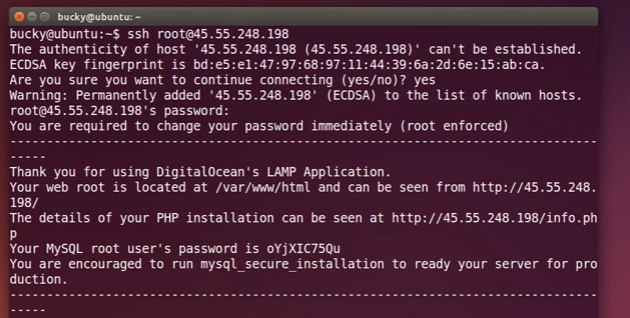 bucky@ubuntu: ~
bucky@ubuntu:~$ ssh root@45.55.248.198
The authenticity of host '45.55.248.198 (45.55.248.198)' can't be established.
ECDSA key fingerprint is bd:e5:e1:47:97:68:97:11:44:39:6a:2d:6e:15:ab:ca.
Are you sure you want to continue connecting (yes/no)? yes
Warning: Permanently added '45.55.248.198' (ECDSA) to the list of known hosts.
root@45.55.248.198's password:
You are required to change your password immediately (root enforced)
--------------------------------------------------------------------------------
-----
Thank you for using DigitalOcean's LAMP Application.
Your web root is located at /var/www/html and can be seen from http://45.55.248.
198/
The details of your PHP installation can be seen at http://45.55.248.198/info.ph
p
Your MySQL root user's password is oYjXIC75Qu
You are encouraged to run mysql_secure_installation to ready your server for pro
duction.
--------------------------------------------------------------------------------
-----